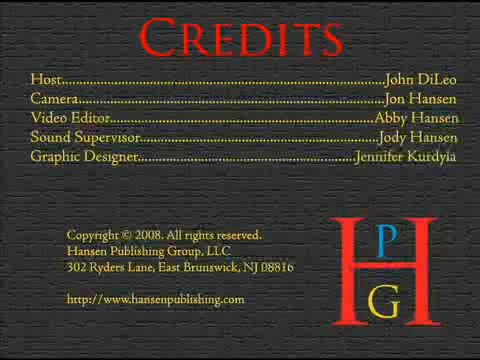 CREDITS
Host......................................................................................John DiLeo
Camera.................................................................................Jon Hansen
Video Editor.....................................................................Abby Hansen
Sound Supervisor..............................................................Jody Hansen
Graphic Designer........................................................Jennifer Kurdyla
Copyright © 2008. All rights reserved.
Hansen Publishing Group, LLC
302 Ryders Lane, East Brunswick, NJ 08816
http://www.hansenpublishing.com
H P G